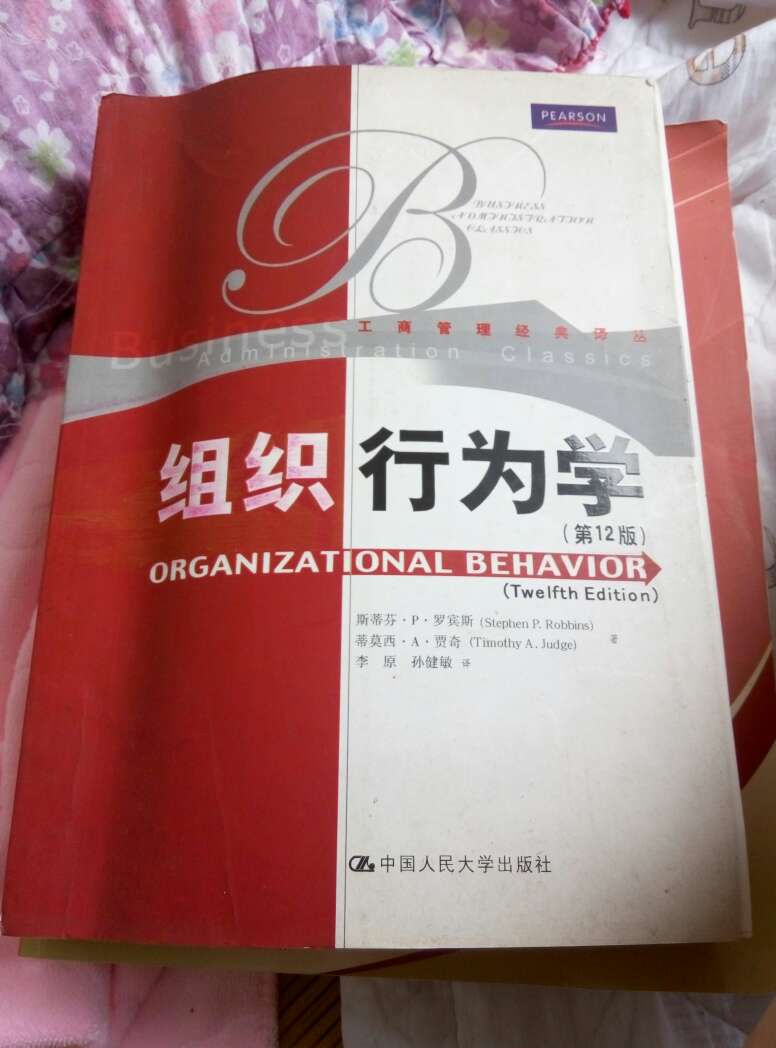 PEARSON
B
BUSINESS
ADMINISTRATION
CLASSICS
工商管理经典译丛
Business
Administration Classics
组织行为学
(第12版)
ORGANIZATIONAL BEHAVIOR
(Twelfth Edition)
斯蒂芬·P·罗宾斯 (Stephen P. Robbins)
蒂莫西·A·贾奇 (Timothy A. Judge) 著
李 原 孙健敏 译
中国人民大学出版社